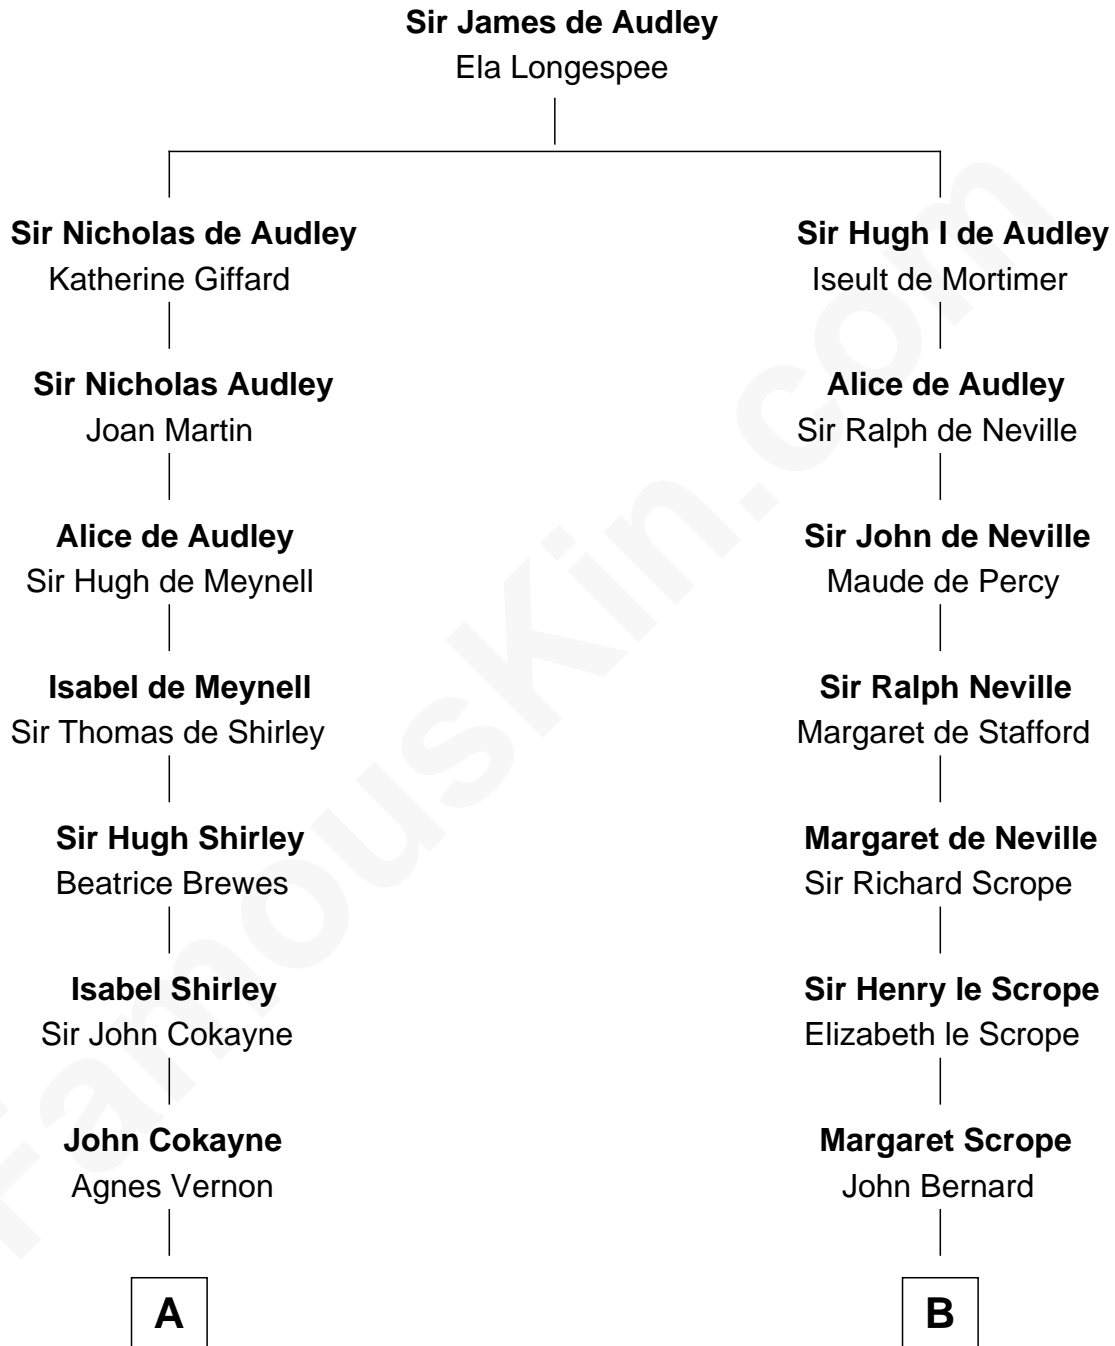 Sir James de Audley
Ela Longespee
Sir Nicholas de Audley
Katherine Giffard
Sir Hugh I de Audley
Iseult de Mortimer
Sir Nicholas Audley
Joan Martin
Alice de Audley
Sir Ralph de Neville
Alice de Audley
Sir Hugh de Meynell
Sir John de Neville
Maude de Percy
Isabel de Meynell
Sir Thomas de Shirley
Sir Ralph Neville
Margaret de Stafford
Sir Hugh Shirley
Beatrice Brewes
Margaret de Neville
Sir Richard Scrope
Isabel Shirley
Sir John Cokayne
Sir Henry le Scrope
Elizabeth le Scrope
John Cokayne
Agnes Vernon
Margaret Scrope
John Bernard
A
B
FamousKin.com